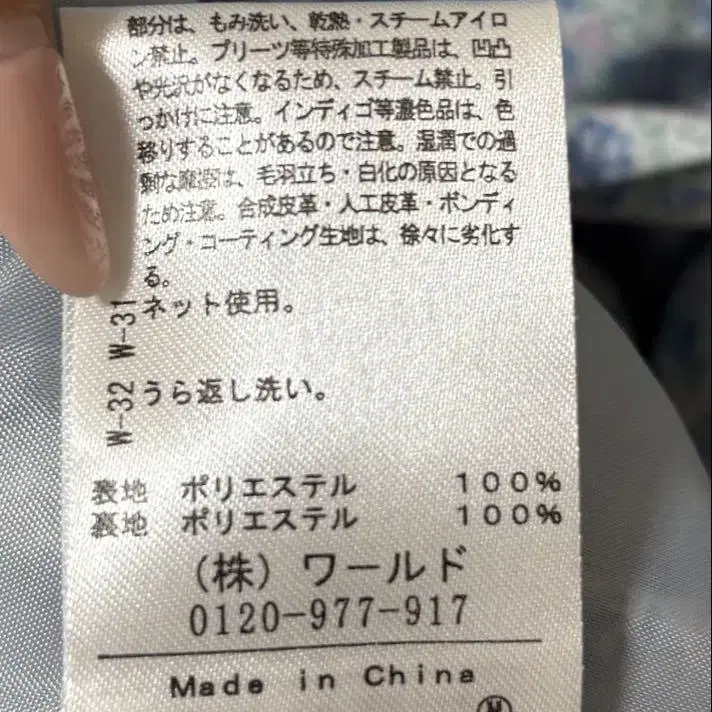 部分は、もみ洗い、乾熱・スチームアイロ
ン禁止。プリーツ等特殊加工製品は、凹凸
や光沢がなくなるため、スチーム禁止。引
っかけに注意。インディゴ等濃色品は、色
移りすることがあるので注意。湿潤での過
剰な摩擦は、毛羽立ち・白化の原因となる
ため注意。合成皮革・人工皮革・ボンディ
ング・コーティング生地は、徐々に劣化す
る。
W-31 ネット使用。
W-32 うら返し洗い。
表地 ポリエステル 100%
裏地 ポリエステル 100%
(株)ワールド
0120-977-917
Made in China
M